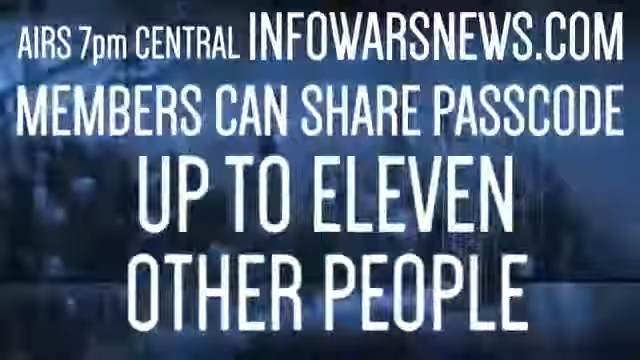 AIRS 7pm CENTRAL INFOWARSNEWS.COM
MEMBERS CAN SHARE PASSCODE
UP TO ELEVEN
OTHER PEOPLE